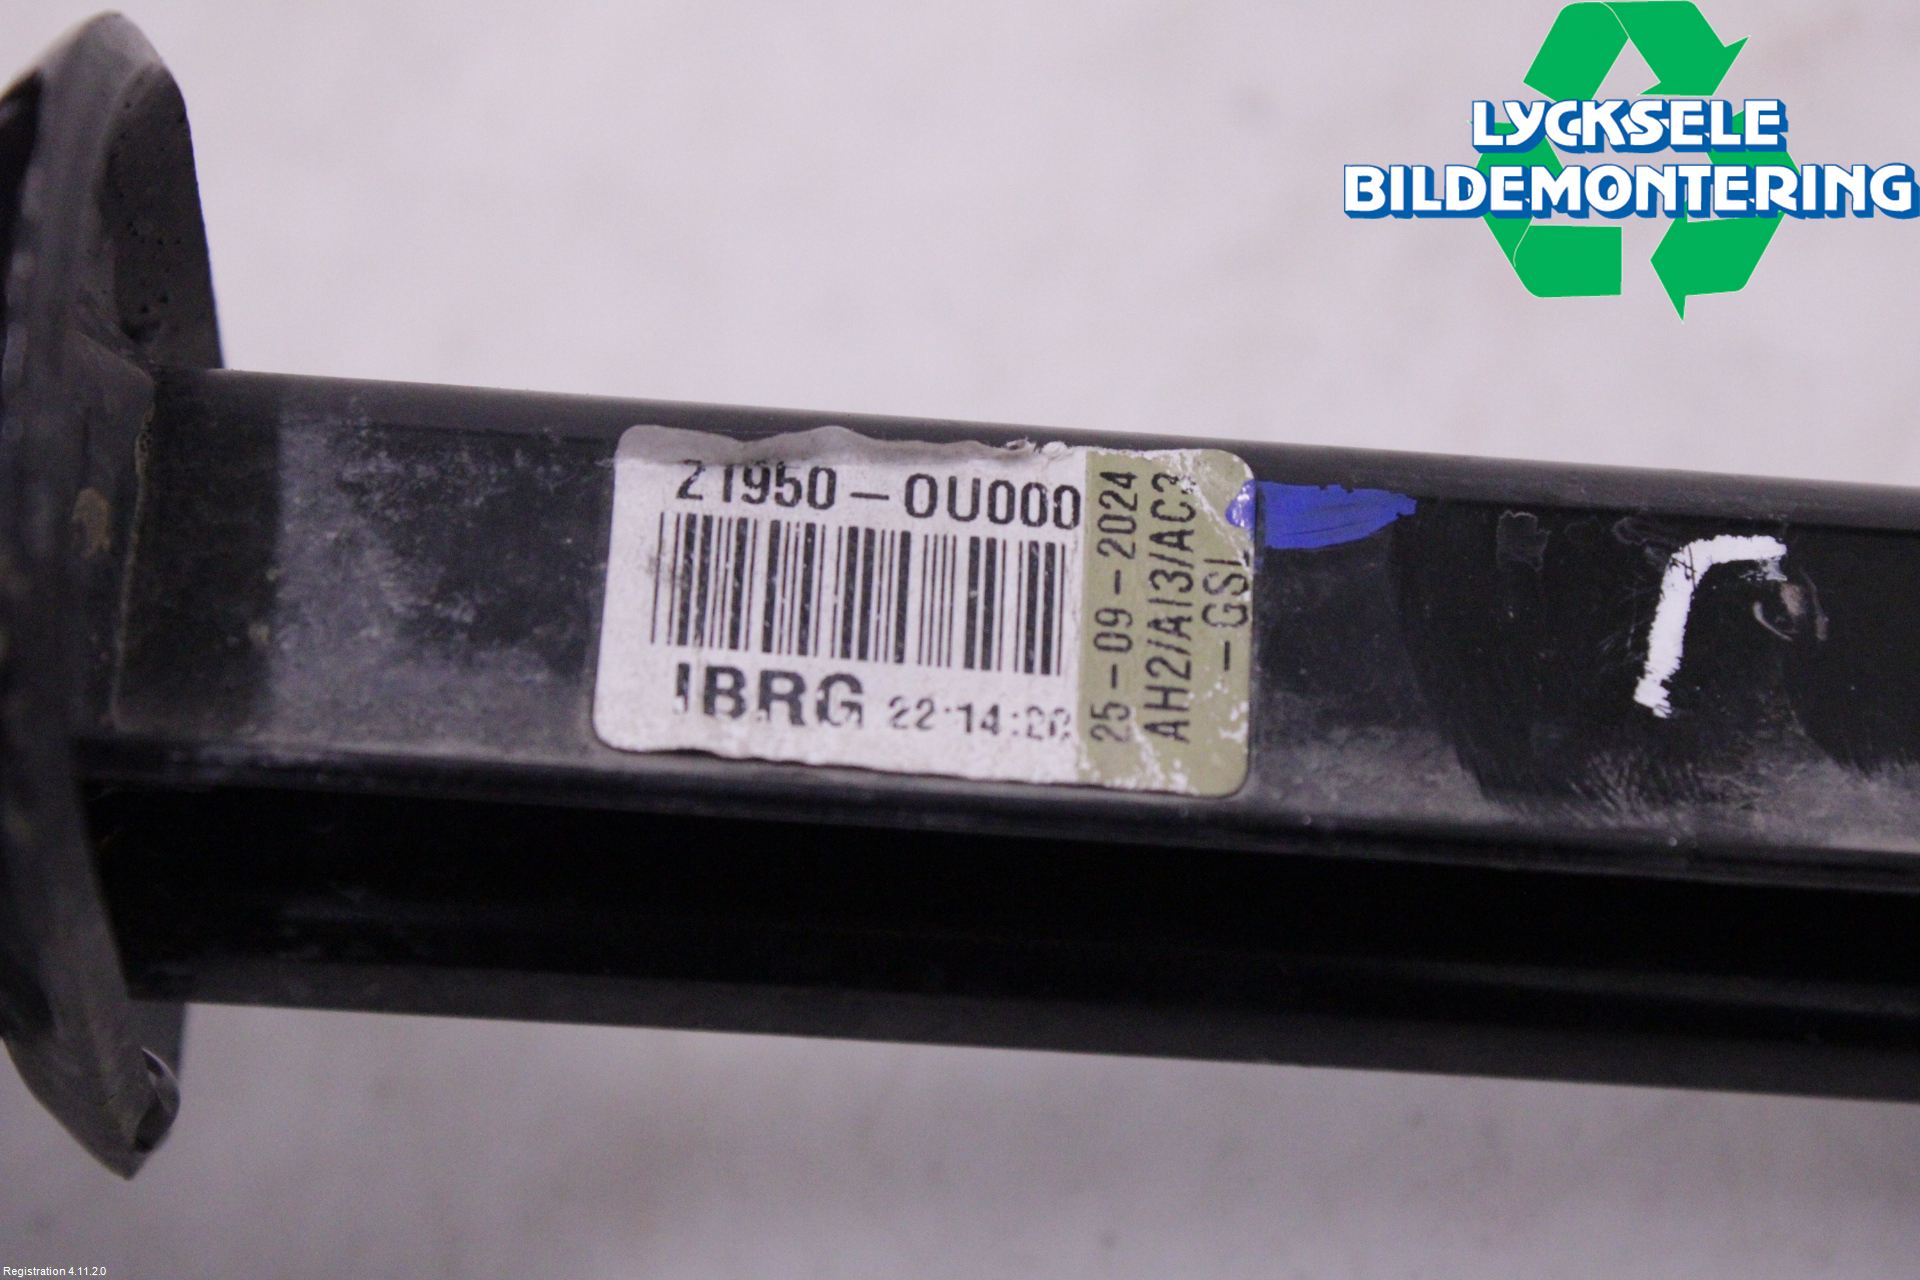 LYCKSELE
BILDEMONTERING
21950-0U000
IBRG 22:14:20
25-09-2024
AH2/AI3/AC3
-GSL
Registration 4.11.2.0